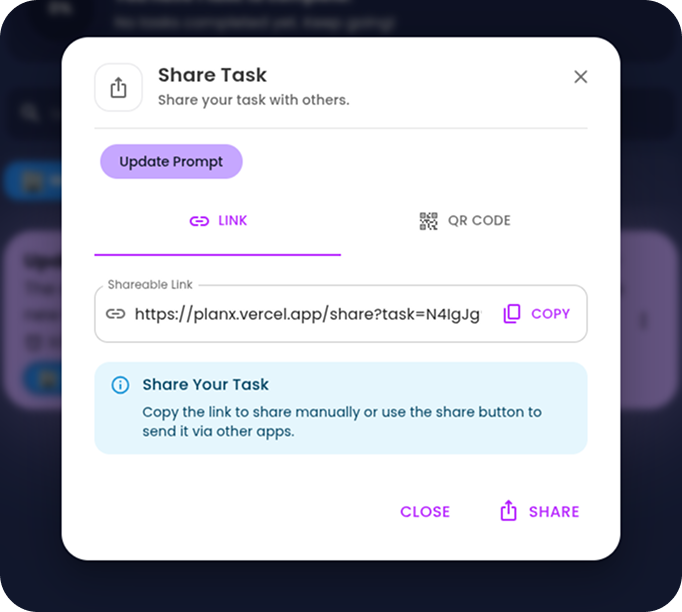 No tasks completed yet. Keep going!
Share Task
Share your task with others.
Update Prompt
LINK
QR CODE
Shareable Link
https://planx.vercel.app/share?task=N4IgJg
COPY
Share Your Task
Copy the link to share manually or use the share button to
send it via other apps.
CLOSE
SHARE